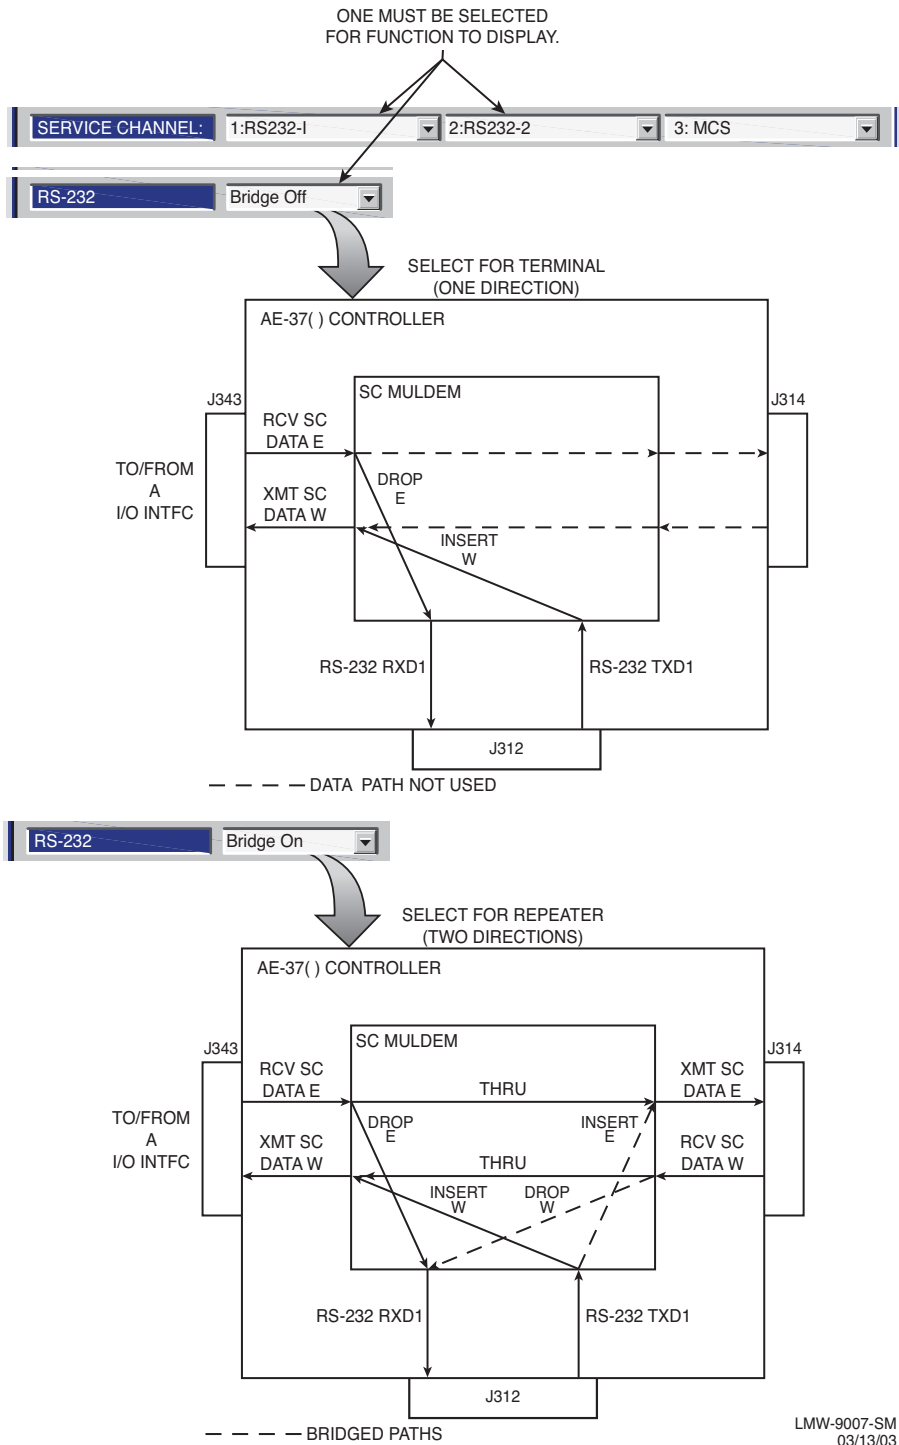 ONE MUST BE SELECTED
FOR FUNCTION TO DISPLAY.
SERVICE CHANNEL: 1:RS232-I 2:RS232-2 3: MCS
RS-232 Bridge Off
SELECT FOR TERMINAL
(ONE DIRECTION)
AE-37( ) CONTROLLER
SC MULDEM
J343
J314
RCV SC
DATA E
TO/FROM
A
I/O INTFC
XMT SC
DATA W
DROP
E
INSERT
W
RS-232 RXD1
RS-232 TXD1
J312
DATA PATH NOT USED
RS-232 Bridge On
SELECT FOR REPEATER
(TWO DIRECTIONS)
AE-37( ) CONTROLLER
SC MULDEM
J343
J314
RCV SC
DATA E
THRU
XMT SC
DATA E
TO/FROM
A
I/O INTFC
DROP
E
INSERT
E
XMT SC
DATA W
THRU
RCV SC
DATA W
INSERT
W
DROP
W
RS-232 RXD1
RS-232 TXD1
J312
BRIDGED PATHS
LMW-9007-SM
03/13/03